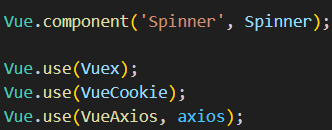 Vue.component('Spinner', Spinner);
Vue.use(Vuex);
Vue.use(VueCookie);
Vue.use(VueAxios, axios);